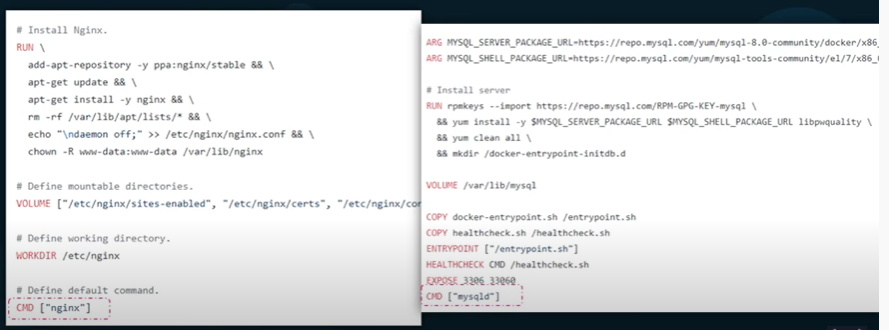 # Install Nginx.
RUN \
add-apt-repository -y ppa:nginx/stable && \
apt-get update && \
apt-get install -y nginx && \
rm -rf /var/lib/apt/lists/* && \
echo "\ndaemon off;" >> /etc/nginx/nginx.conf && \
chown -R www-data:www-data /var/lib/nginx
# Define mountable directories.
VOLUME ["/etc/nginx/sites-enabled", "/etc/nginx/certs", "/etc/nginx/con
# Define working directory.
WORKDIR /etc/nginx
# Define default command.
CMD ["nginx"]
ARG MYSQL_SERVER_PACKAGE_URL=https://repo.mysql.com/yum/mysql-8.0-community/docker/x86_
ARG MYSQL_SHELL_PACKAGE_URL=https://repo.mysql.com/yum/mysql-tools-community/el/7/x86_
# Install server
RUN rpmkeys --import https://repo.mysql.com/RPM-GPG-KEY-mysql \
&& yum install -y $MYSQL_SERVER_PACKAGE_URL $MYSQL_SHELL_PACKAGE_URL libpwquality \
&& yum clean all \
&& mkdir /docker-entrypoint-initdb.d
VOLUME /var/lib/mysql
COPY docker-entrypoint.sh /entrypoint.sh
COPY healthcheck.sh /healthcheck.sh
ENTRYPOINT ["/entrypoint.sh"]
HEALTHCHECK CMD /healthcheck.sh
EXPOSE 3306 33060
CMD ["mysqld"]